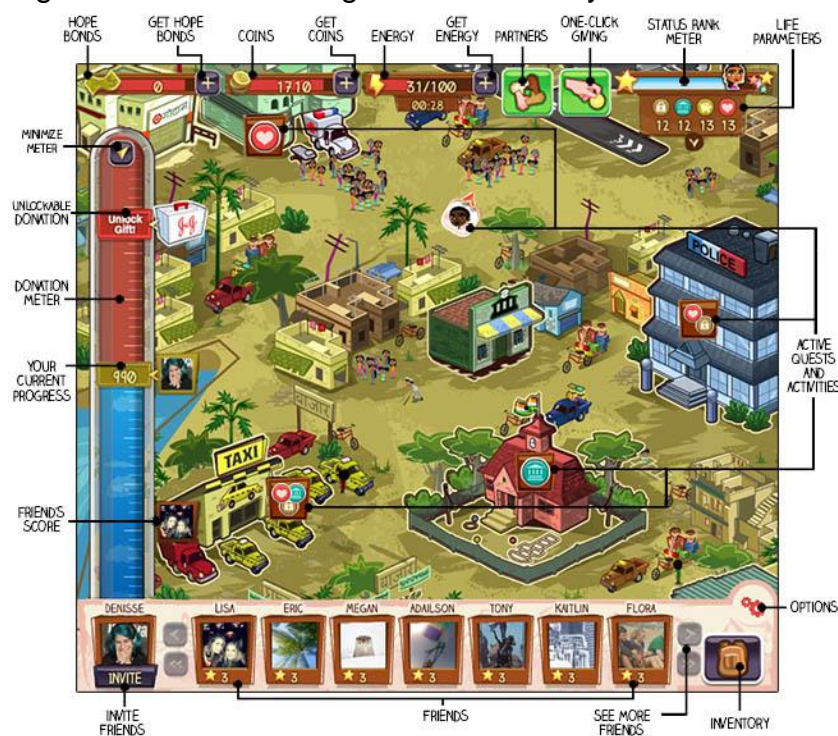 HOPE
BONDS
GET HOPE
BONDS
COINS
GET
COINS
ENERGY
GET
ENERGY
PARTNERS
ONE-CLICK
GIVING
STATUS RANK
METER
LIFE
PARAMETERS
0
1710
31/100
00:28
12 12 13 13
MINIMIZE
METER
UNLOCKABLE
DONATION
Unlock
Gift!
J&J
POLICE
DONATION
METER
YOUR
CURRENT
PROGRESS
990
ACTIVE
QUESTS
AND
ACTIVITIES
TAXI
FRIEND'S
SCORE
OPTIONS
DENISSE
LISA
ERIC
MEGAN
ADAILSON
TONY
KAITLIN
FLORA
INVITE
3
3
3
3
3
3
3
INVITE
FRIENDS
FRIENDS
SEE MORE
FRIENDS
INVENTORY